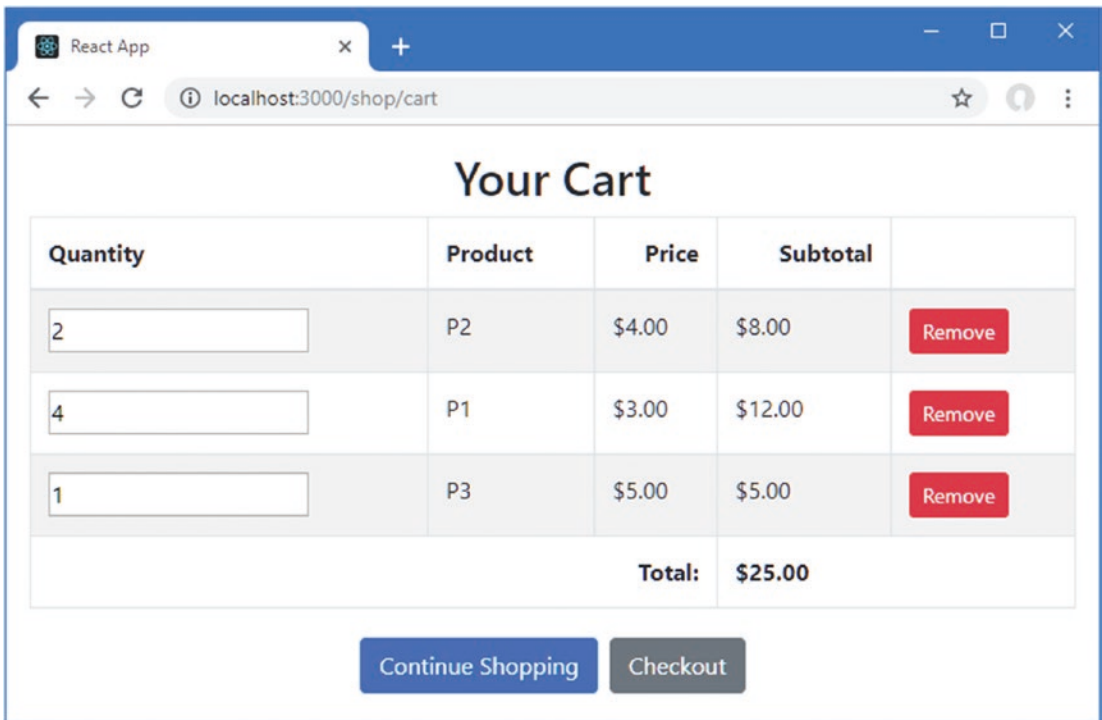 React App
localhost:3000/shop/cart
Your Cart
Quantity Product Price Subtotal
2 P2 $4.00 $8.00 Remove
4 P1 $3.00 $12.00 Remove
1 P3 $5.00 $5.00 Remove
Total: $25.00
Continue Shopping Checkout